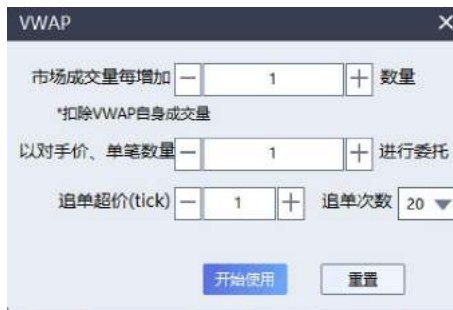 VWAP ×
市场成交量每增加 − 1 + 数量
*扣除VWAP自身成交量
以对手价、单笔数量 − 1 + 进行委托
追单超价(tick) − 1 + 追单次数 20
开始使用 重置